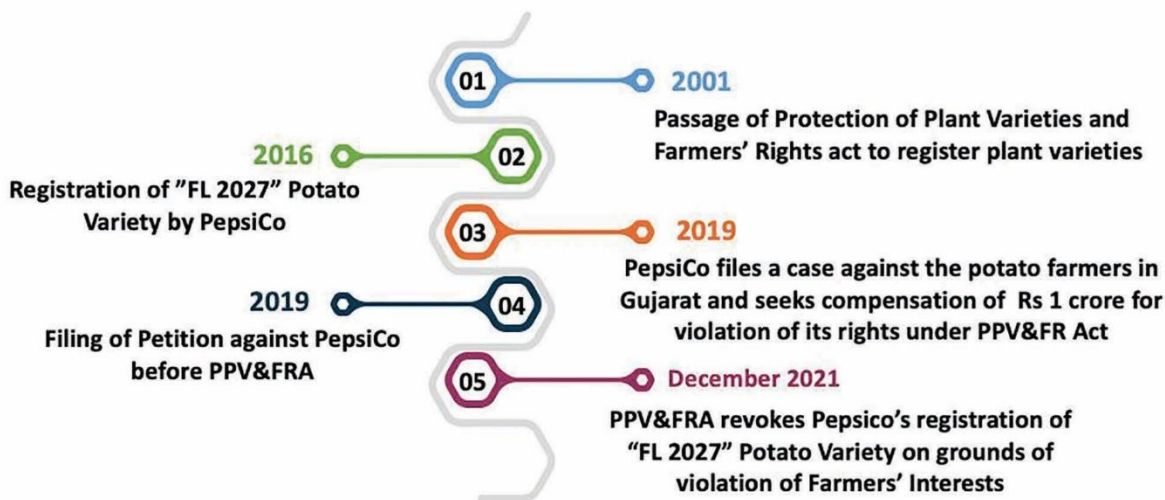 01
2001
Passage of Protection of Plant Varieties and
Farmers’ Rights act to register plant varieties
2016
02
Registration of ”FL 2027” Potato
Variety by PepsiCo
03
2019
PepsiCo files a case against the potato farmers in
Gujarat and seeks compensation of Rs 1 crore for
violation of its rights under PPV&FR Act
2019
04
Filing of Petition against PepsiCo
before PPV&FRA
05
December 2021
PPV&FRA revokes Pepsico’s registration of
“FL 2027” Potato Variety on grounds of
violation of Farmers’ Interests